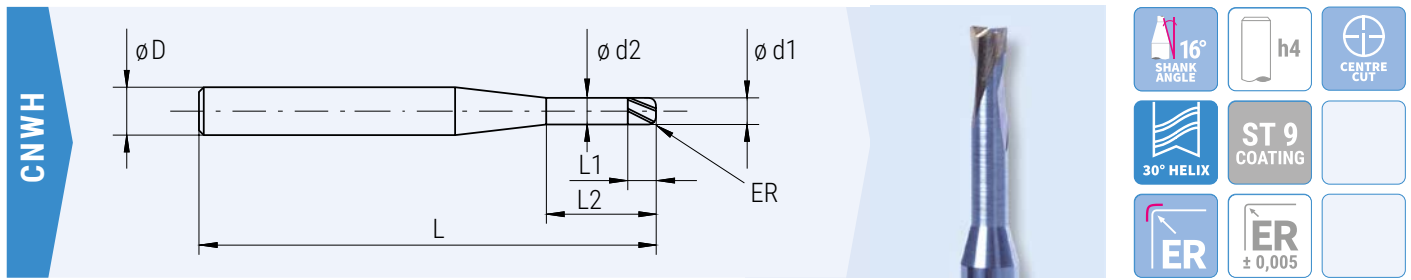 CNWH
ø D
ø d2
ø d1
L1
L2
L
ER
16°
SHANK
ANGLE
h4
CENTRE
CUT
30° HELIX
ST 9
COATING
ER
ER
± 0,005